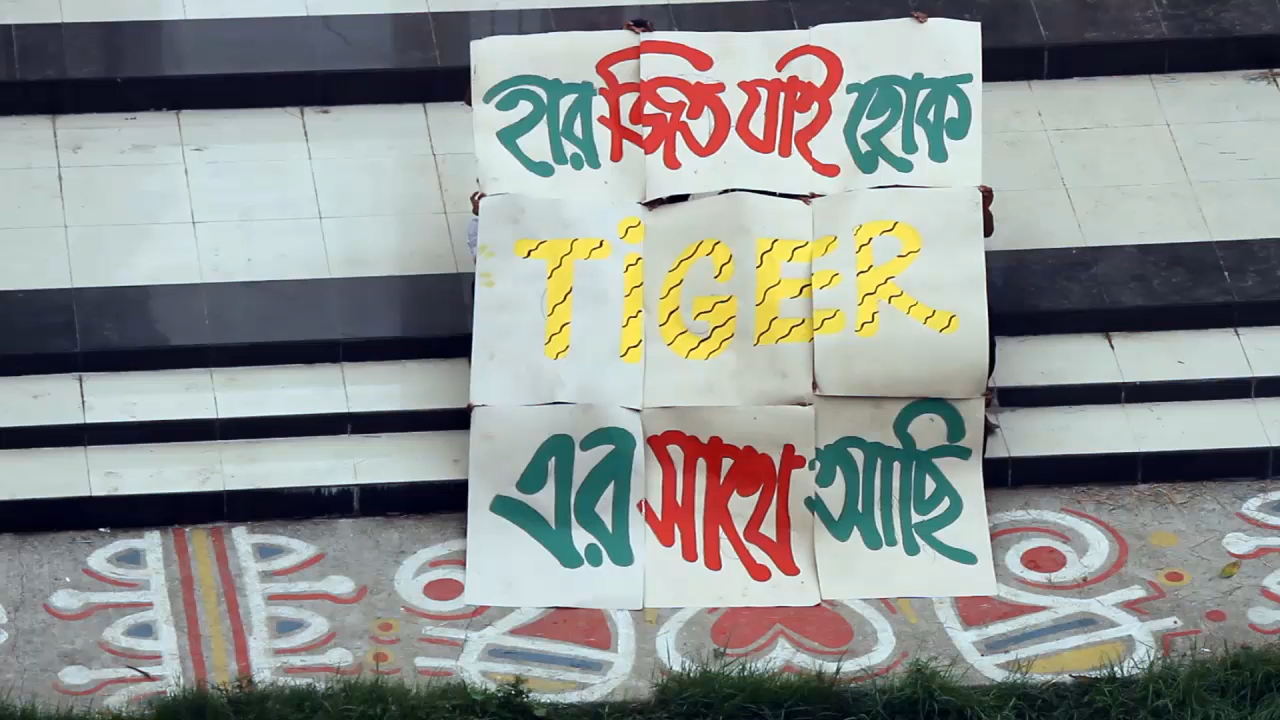 হার জিত যাই হোক
TiGER
এর সাথে আছি